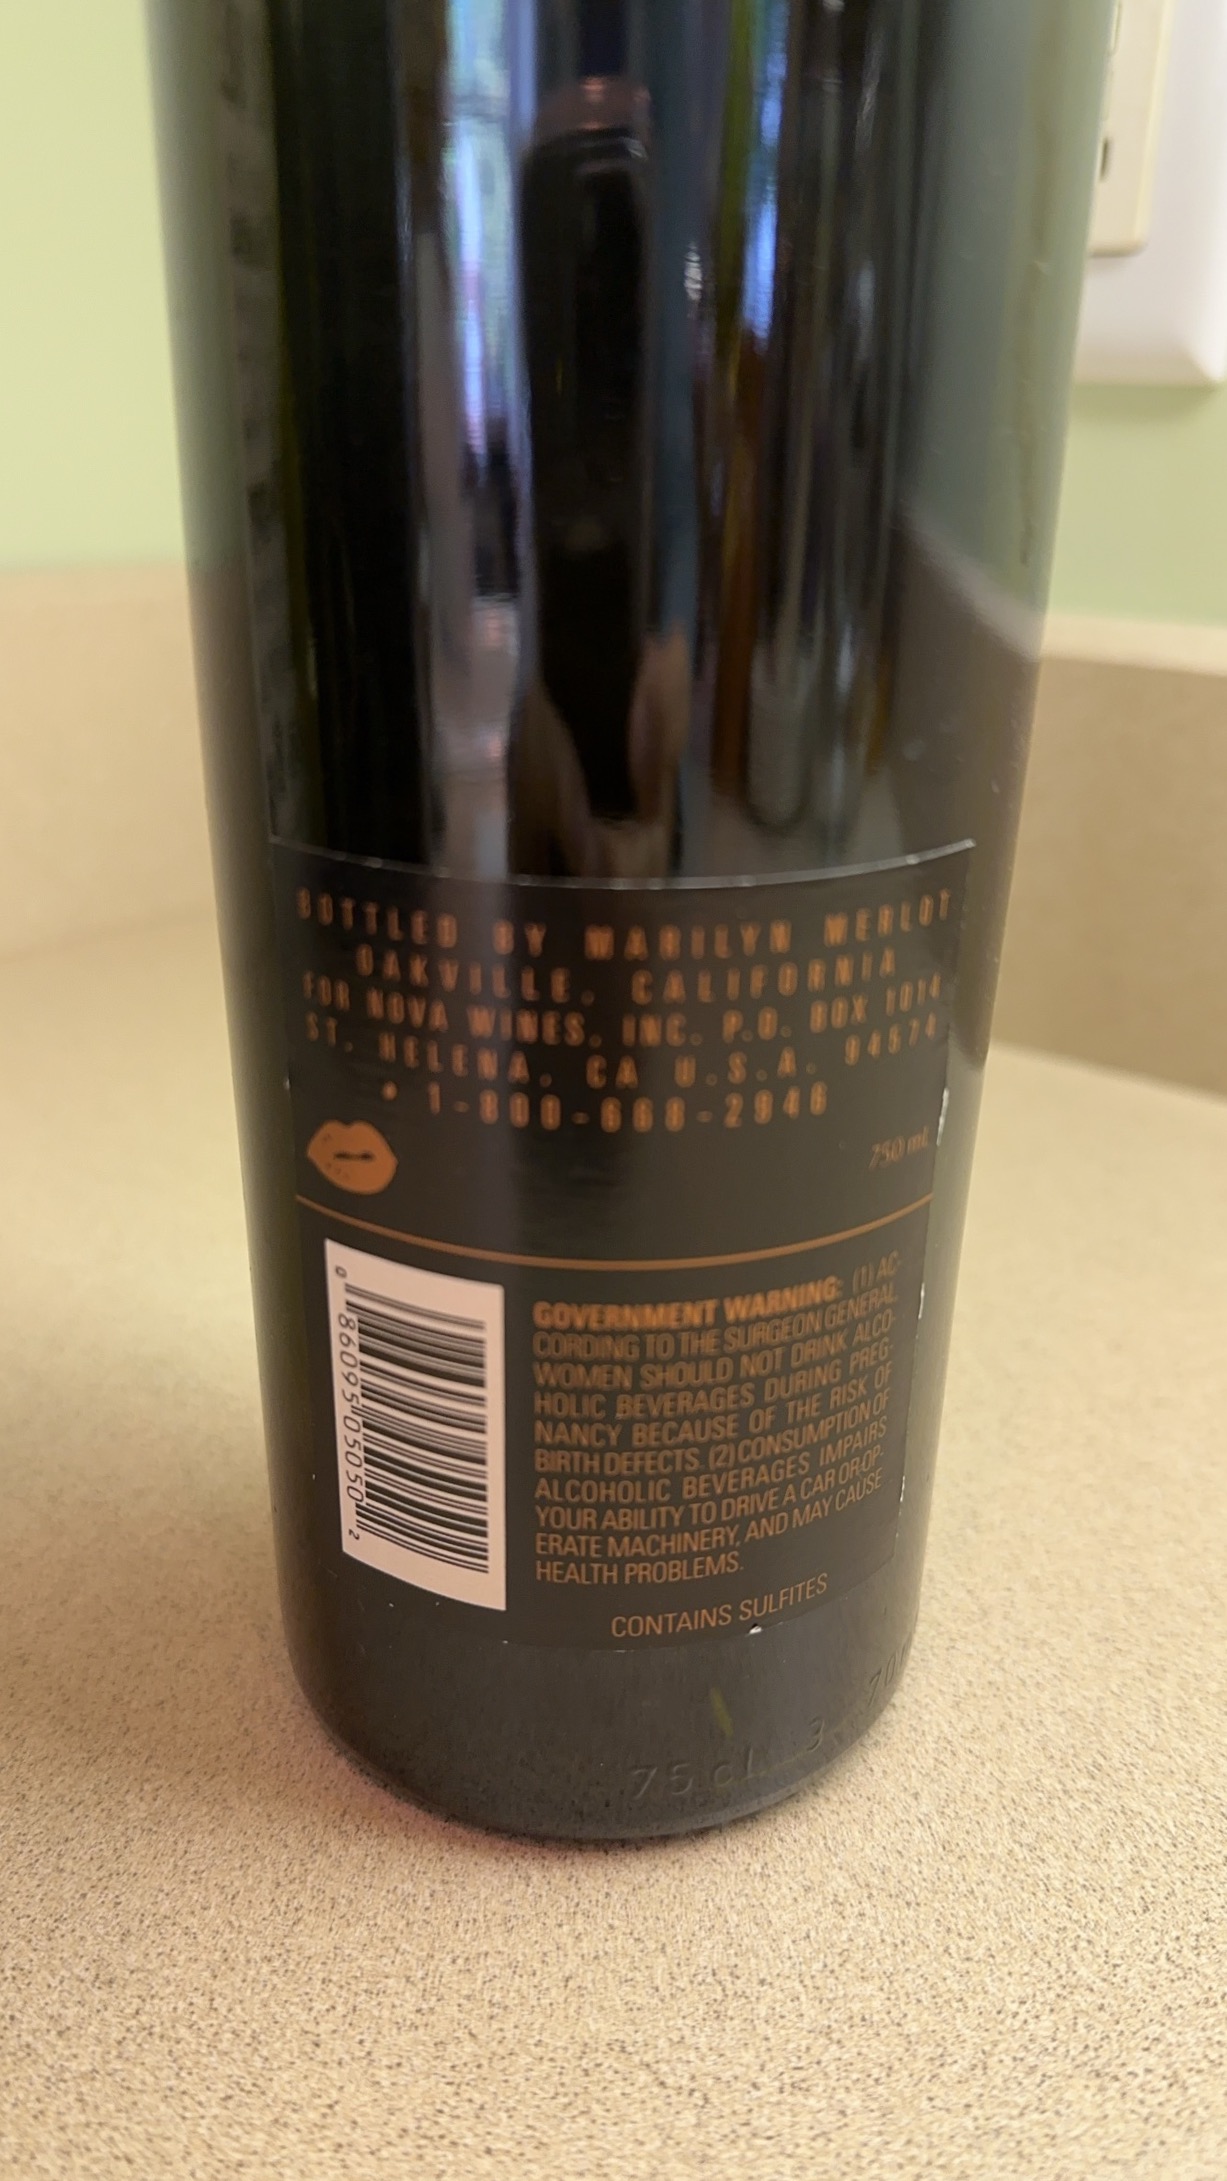 BOTTLED BY MARILYN MERLOT
OAKVILLE, CALIFORNIA
FOR NOVA WINES, INC. P.O. BOX 1014
ST. HELENA, CA U.S.A. 94574
• 1-800-668-2946
750 mL
0 86095 05050 2
GOVERNMENT WARNING: (1) AC-
CORDING TO THE SURGEON GENERAL
WOMEN SHOULD NOT DRINK ALCO-
HOLIC BEVERAGES DURING PREG-
NANCY BECAUSE OF THE RISK OF
BIRTH DEFECTS. (2) CONSUMPTION OF
ALCOHOLIC BEVERAGES IMPAIRS
YOUR ABILITY TO DRIVE A CAR OR OP-
ERATE MACHINERY, AND MAY CAUSE
HEALTH PROBLEMS.
CONTAINS SULFITES
75 cl 3